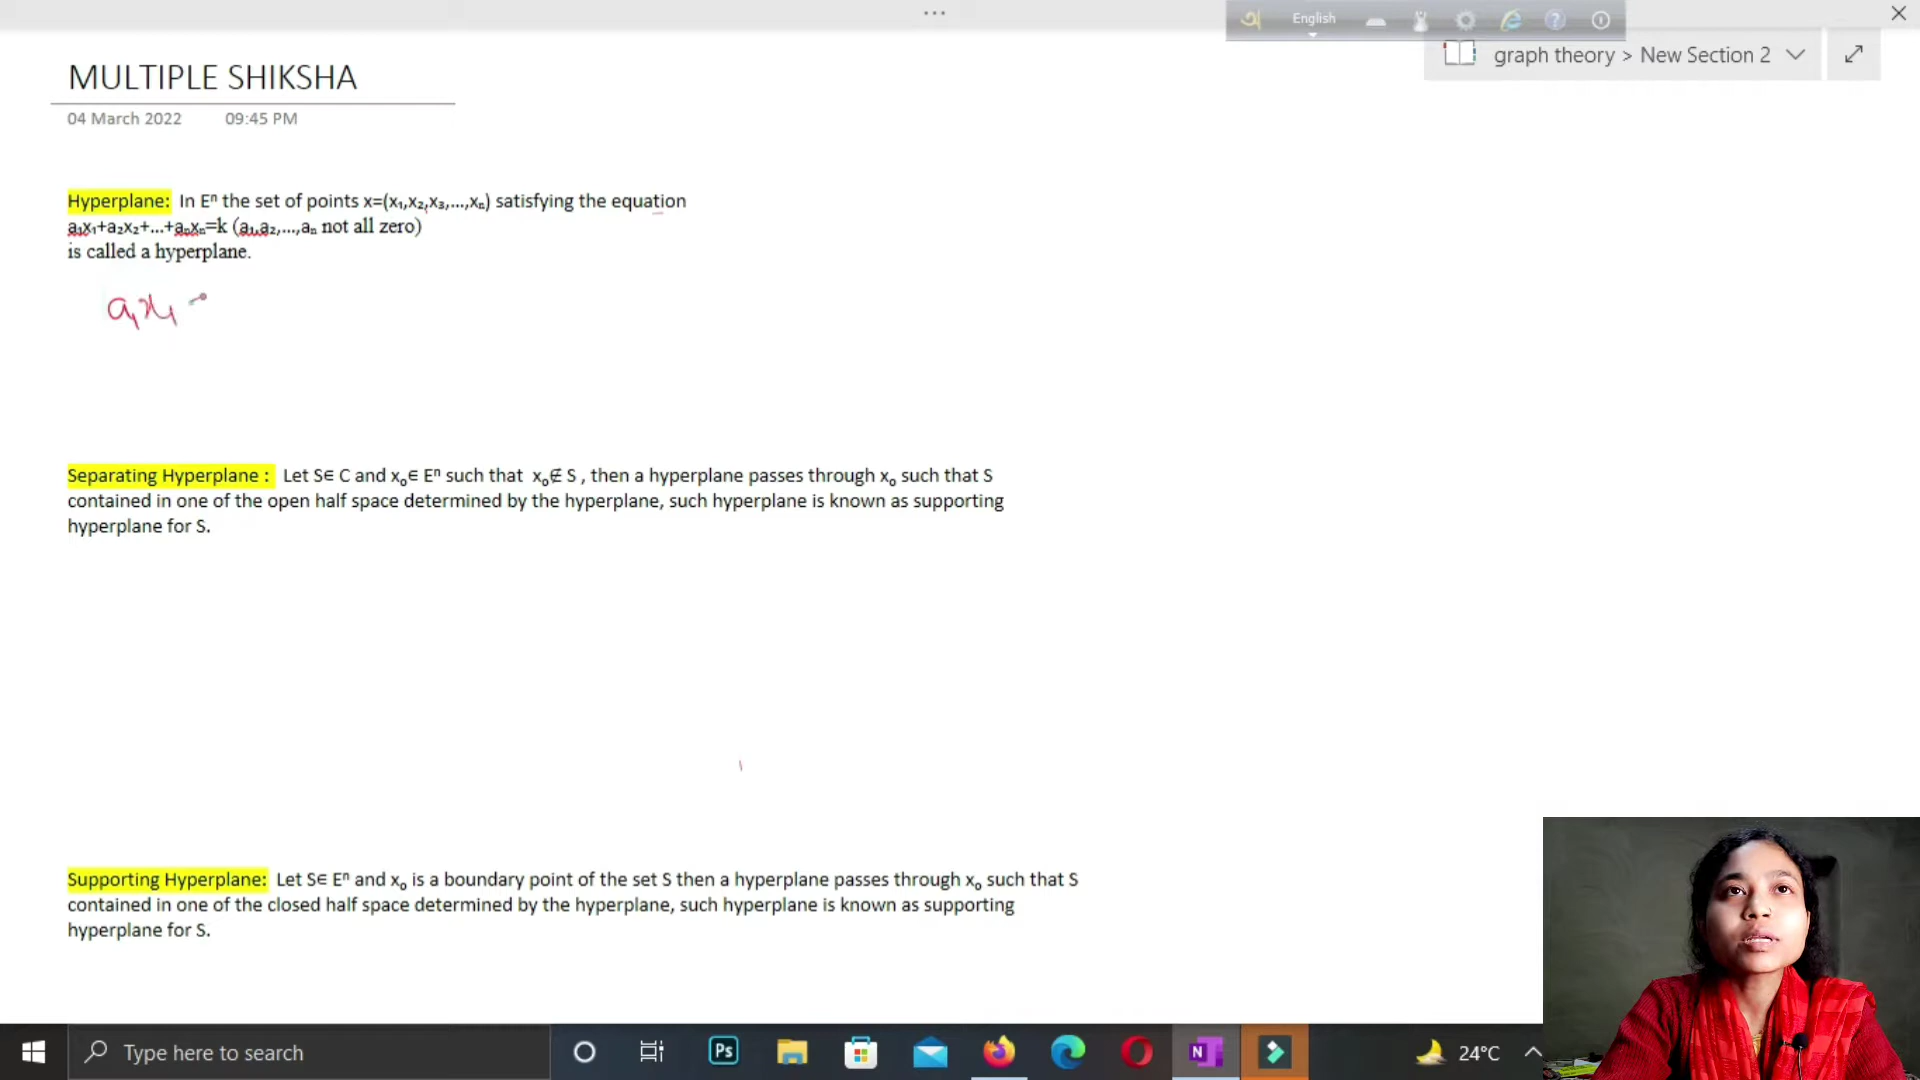 English
graph theory > New Section 2
MULTIPLE SHIKSHA
04 March 2022 09:45 PM
Hyperplane: In Eⁿ the set of points x=(x₁,x₂,x₃,...,xₙ) satisfying the equation
a₁x₁+a₂x₂+...+aₙxₙ=k (a₁,a₂,...,aₙ not all zero)
is called a hyperplane.
a₁x₁
Separating Hyperplane : Let S∈ C and x₀∈ Eⁿ such that x₀∉ S , then a hyperplane passes through x₀ such that S
contained in one of the open half space determined by the hyperplane, such hyperplane is known as supporting
hyperplane for S.
Supporting Hyperplane: Let S∈ Eⁿ and x₀ is a boundary point of the set S then a hyperplane passes through x₀ such that S
contained in one of the closed half space determined by the hyperplane, such hyperplane is known as supporting
hyperplane for S.
Type here to search
Ps
N
24°C